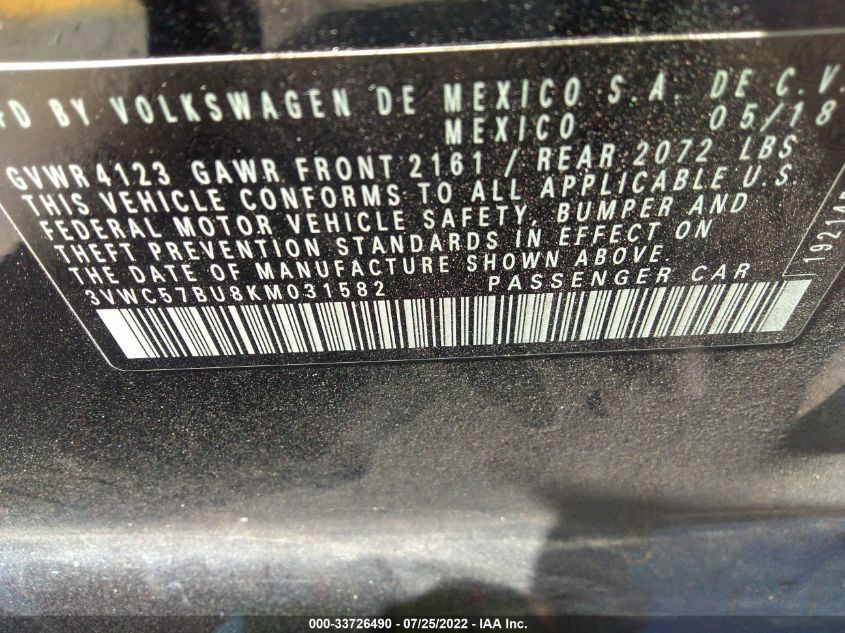 FD BY VOLKSWAGEN DE MEXICO S.A. DE C.V.
MEXICO 05/18
GVWR 4123 GAWR FRONT 2161 / REAR 2072 LBS
THIS VEHICLE CONFORMS TO ALL APPLICABLE U.S.
FEDERAL MOTOR VEHICLE SAFETY, BUMPER AND
THEFT PREVENTION STANDARDS IN EFFECT ON
THE DATE OF MANUFACTURE SHOWN ABOVE.
3VWC57BU8KM031582 PASSENGER CAR
000-33726490 - 07/25/2022 - IAA Inc.